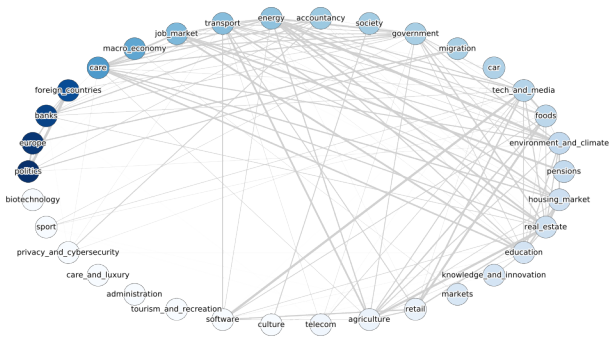 transport
energy
accountancy
society
job_market
government
macro_economy
migration
care
car
foreign_countries
tech_and_media
banks
foods
europe
environment_and_climate
politics
pensions
biotechnology
housing_market
sport
real_estate
privacy_and_cybersecurity
education
care_and_luxury
knowledge_and_innovation
administration
markets
tourism_and_recreation
retail
software
culture
telecom
agriculture